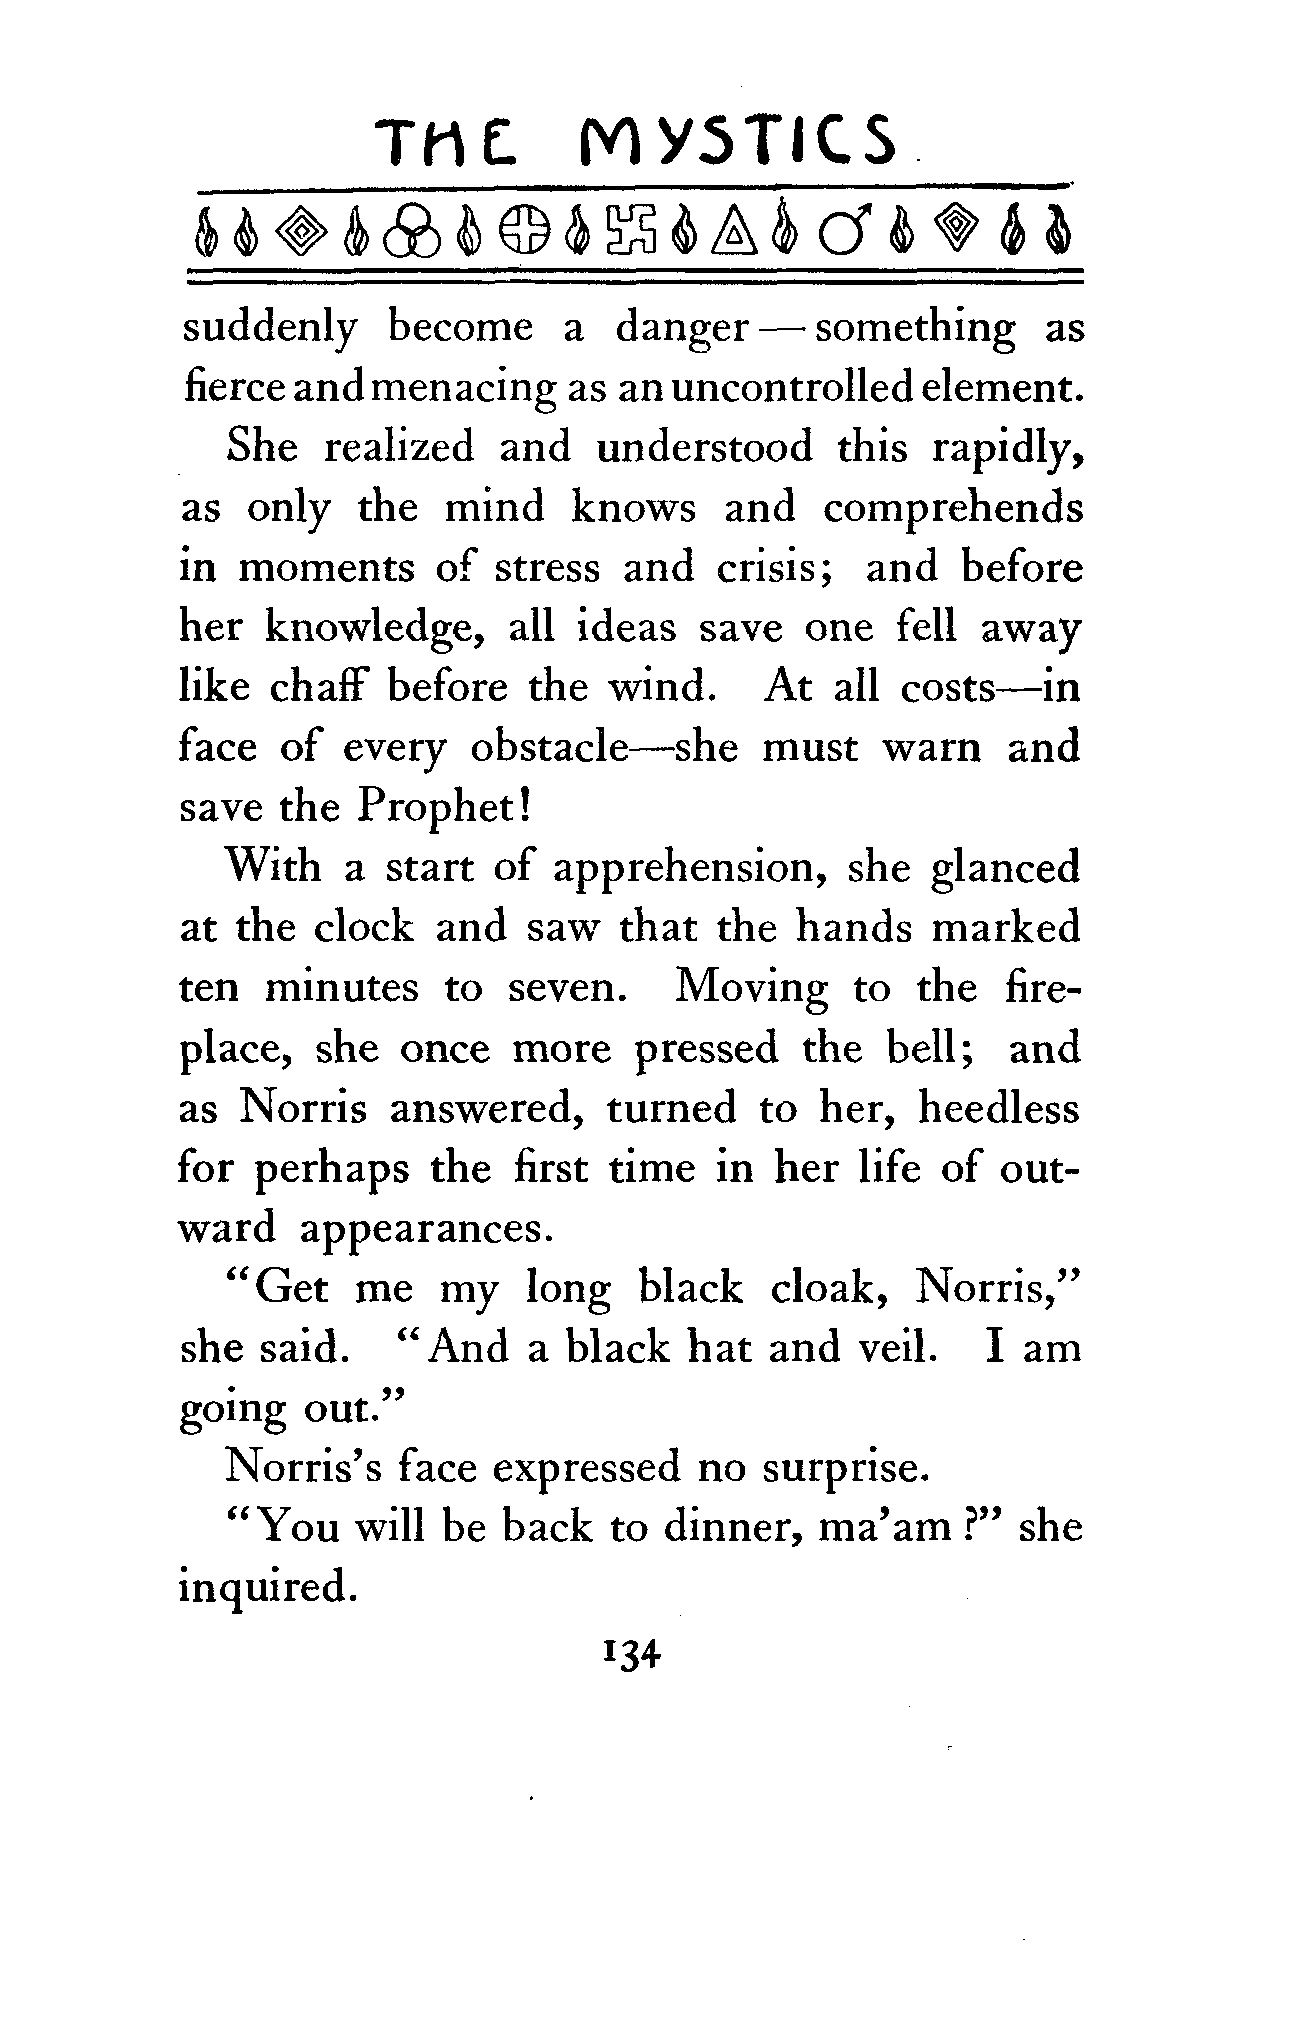 THE MYSTICS
suddenly become a danger — something as
fierce and menacing as an uncontrolled element.
She realized and understood this rapidly,
as only the mind knows and comprehends
in moments of stress and crisis; and before
her knowledge, all ideas save one fell away
like chaff before the wind. At all costs—in
face of every obstacle—she must warn and
save the Prophet!
With a start of apprehension, she glanced
at the clock and saw that the hands marked
ten minutes to seven. Moving to the fire-
place, she once more pressed the bell; and
as Norris answered, turned to her, heedless
for perhaps the first time in her life of out-
ward appearances.
“Get me my long black cloak, Norris,”
she said. “And a black hat and veil. I am
going out.”
Norris’s face expressed no surprise.
“You will be back to dinner, ma’am?” she
inquired.
134